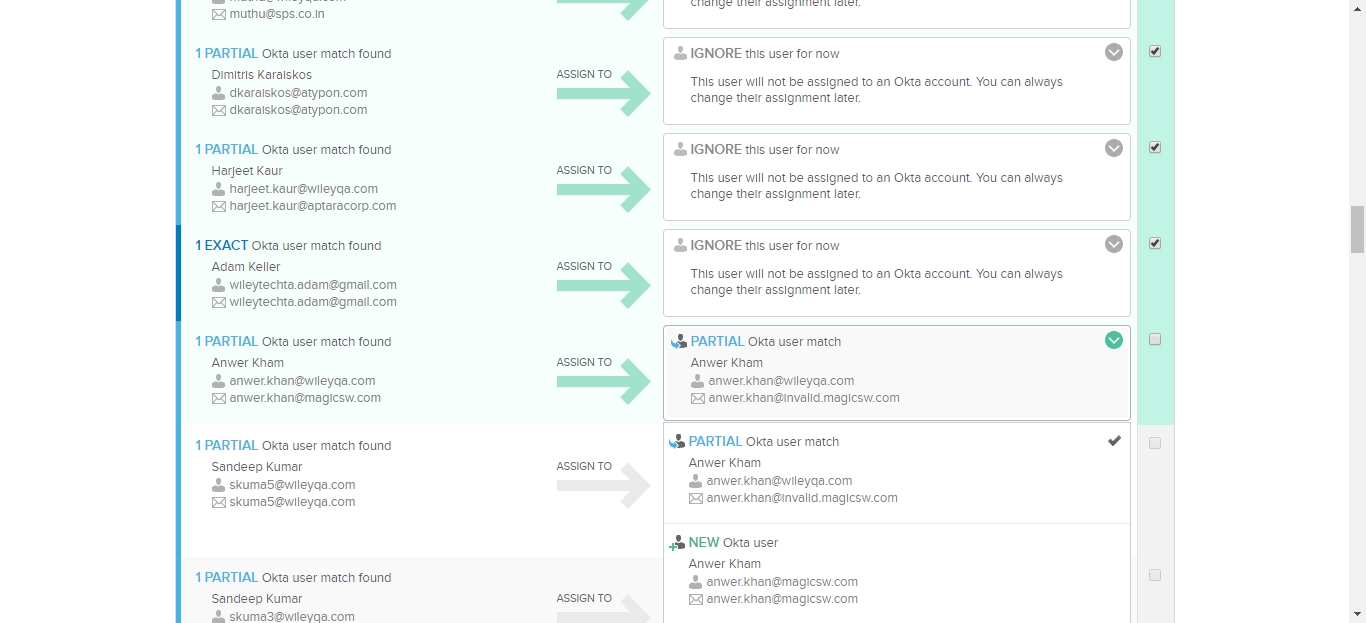 muthu@sps.co.in
change their assignment later.
1 PARTIAL Okta user match found
Dimitris Karaiskos
dkaraiskos@atypon.com
dkaraiskos@atypon.com
ASSIGN TO
IGNORE this user for now
This user will not be assigned to an Okta account. You can always
change their assignment later.
1 PARTIAL Okta user match found
Harjeet Kaur
harjeet.kaur@wileyqa.com
harjeet.kaur@aptaracorp.com
ASSIGN TO
IGNORE this user for now
This user will not be assigned to an Okta account. You can always
change their assignment later.
1 EXACT Okta user match found
Adam Keller
wileytechta.adam@gmail.com
wileytechta.adam@gmail.com
ASSIGN TO
IGNORE this user for now
This user will not be assigned to an Okta account. You can always
change their assignment later.
1 PARTIAL Okta user match found
Anwer Kham
anwer.khan@wileyqa.com
anwer.khan@magicsw.com
ASSIGN TO
PARTIAL Okta user match
Anwer Kham
anwer.khan@wileyqa.com
anwer.khan@invalid.magicsw.com
1 PARTIAL Okta user match found
Sandeep Kumar
skuma5@wileyqa.com
skuma5@wileyqa.com
ASSIGN TO
PARTIAL Okta user match
Anwer Kham
anwer.khan@wileyqa.com
anwer.khan@invalid.magicsw.com
NEW Okta user
Anwer Kham
anwer.khan@magicsw.com
anwer.khan@magicsw.com
1 PARTIAL Okta user match found
Sandeep Kumar
skuma3@wileyqa.com
ASSIGN TO